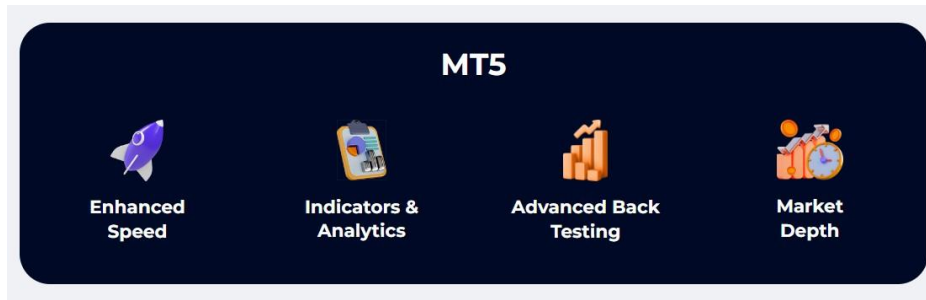 MT5
Enhanced
Speed
Indicators &
Analytics
Advanced Back
Testing
Market
Depth